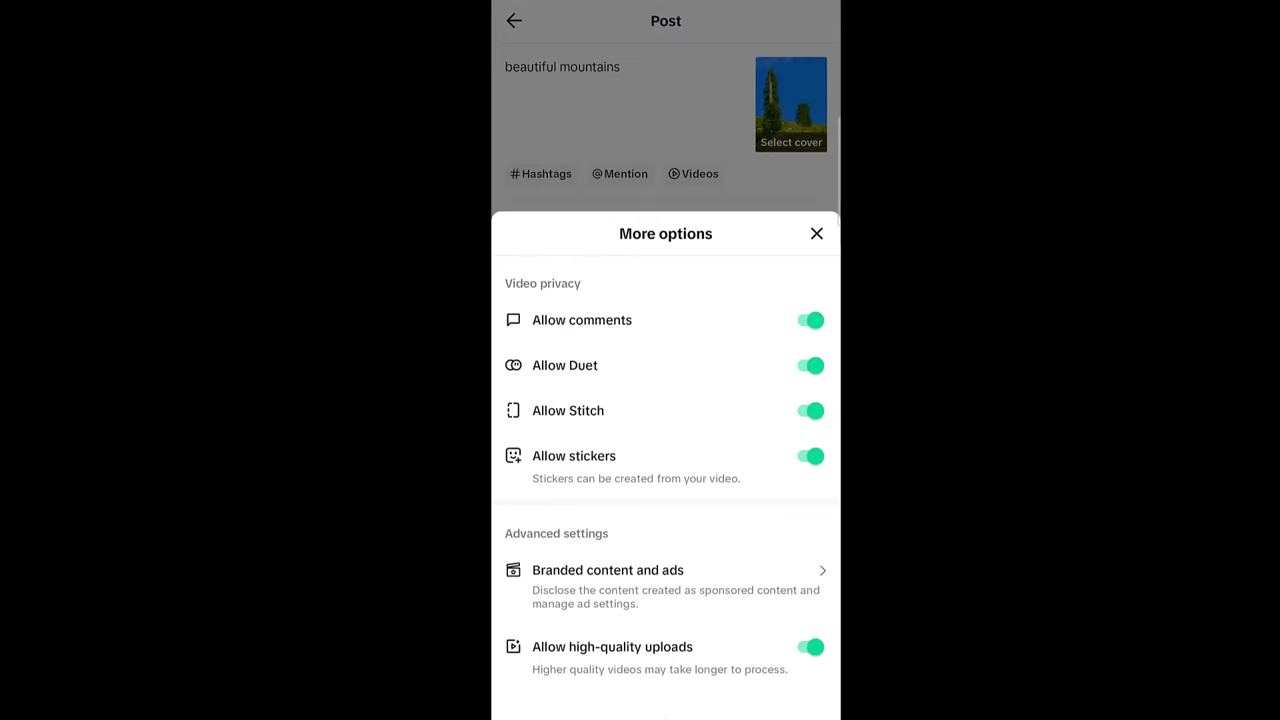 Post
beautiful mountains
Select cover
#Hashtags @Mention Videos
More options
Video privacy
Allow comments
Allow Duet
Allow Stitch
Allow stickers
Stickers can be created from your video.
Advanced settings
Branded content and ads
Disclose the content created as sponsored content and
manage ad settings.
Allow high-quality uploads
Higher quality videos may take longer to process.